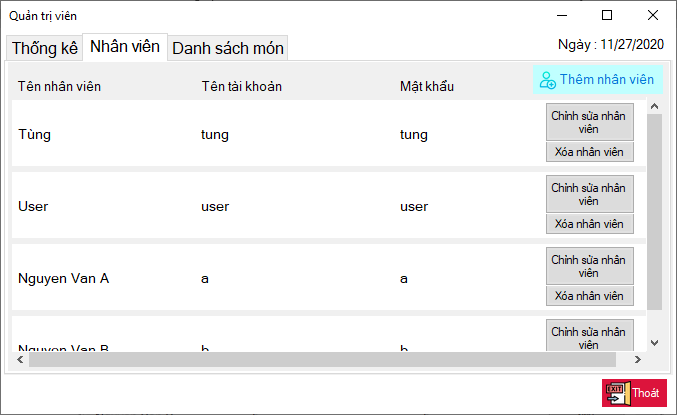 Quản trị viên
Thống kê Nhân viên Danh sách món Ngày : 11/27/2020
Tên nhân viên Tên tài khoản Mật khẩu Thêm nhân viên
Chỉnh sửa nhân
viên
Tùng tung tung
Xóa nhân viên
Chỉnh sửa nhân
viên
User user user
Xóa nhân viên
Chỉnh sửa nhân
viên
Nguyen Van A a a
Xóa nhân viên
Chỉnh sửa nhân
viên
Nguyen Van B b b
EXIT Thoát